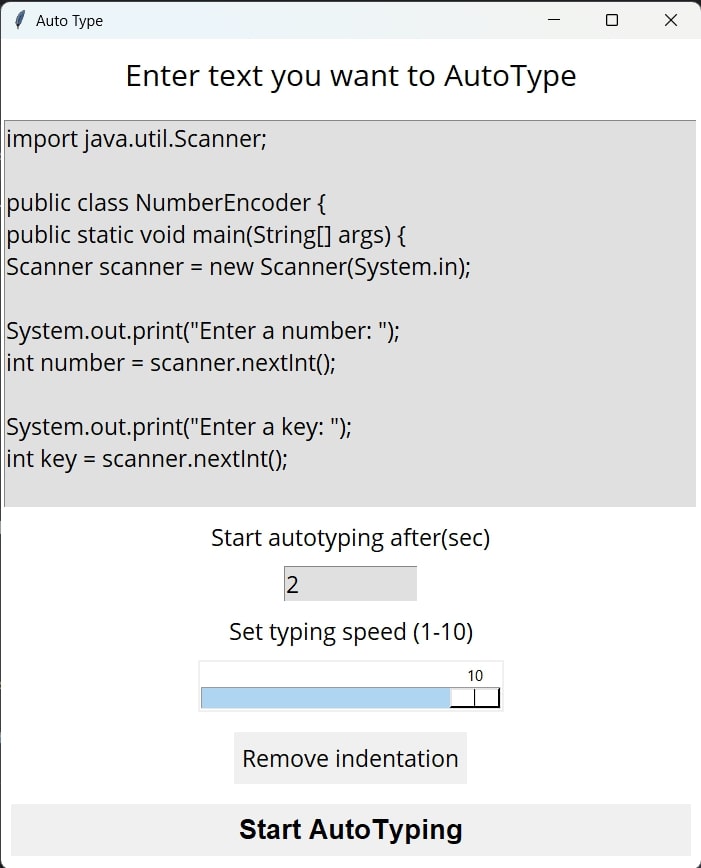 Auto Type
Enter text you want to AutoType
import java.util.Scanner;
public class NumberEncoder {
public static void main(String[] args) {
Scanner scanner = new Scanner(System.in);
System.out.print("Enter a number: ");
int number = scanner.nextInt();
System.out.print("Enter a key: ");
int key = scanner.nextInt();
Start autotyping after(sec)
2
Set typing speed (1-10)
10
Remove indentation
Start AutoTyping